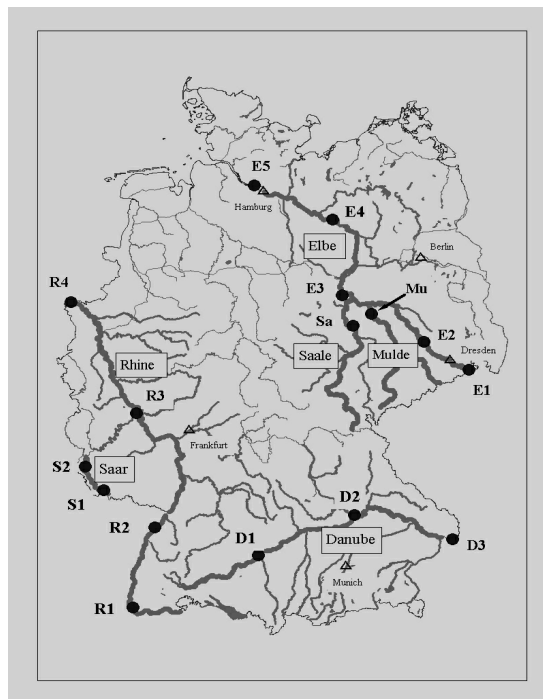 E5
Hamburg
E4
Elbe
Berlin
R4
E3
Mu
Sa
E2
Rhine
Saale
Mulde
Dresden
E1
R3
Frankfurt
S2
Saar
S1
D2
R2
D1
Danube
D3
Munich
R1